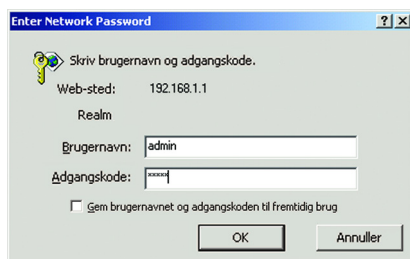 Enter Network Password
Skriv brugernavn og adgangskode.
Web-sted: 192.168.1.1
Realm
Brugernavn: admin
Adgangskode: xxxxx
Gem brugernavnet og adgangskoden til fremtidig brug
OK Annuller